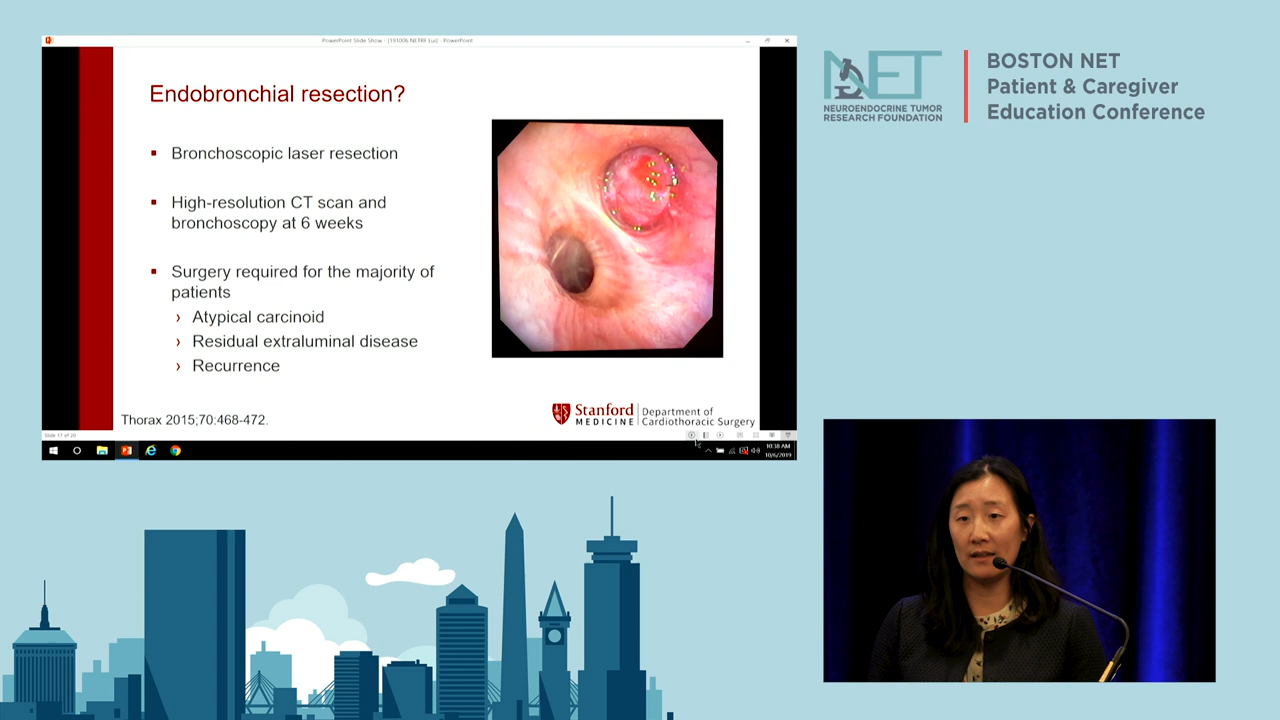 PowerPoint Slide Show - [191006 NETRF Lui] - PowerPoint
Endobronchial resection?
▪ Bronchoscopic laser resection
▪ High-resolution CT scan and
bronchoscopy at 6 weeks
▪ Surgery required for the majority of
patients
› Atypical carcinoid
› Residual extraluminal disease
› Recurrence
Thorax 2015;70:468-472.
Stanford
MEDICINE
Department of
Cardiothoracic Surgery
Slide 17 of 20
10:38 AM
10/6/2019
NET
NEUROENDOCRINE TUMOR
RESEARCH FOUNDATION
BOSTON NET
Patient & Caregiver
Education Conference